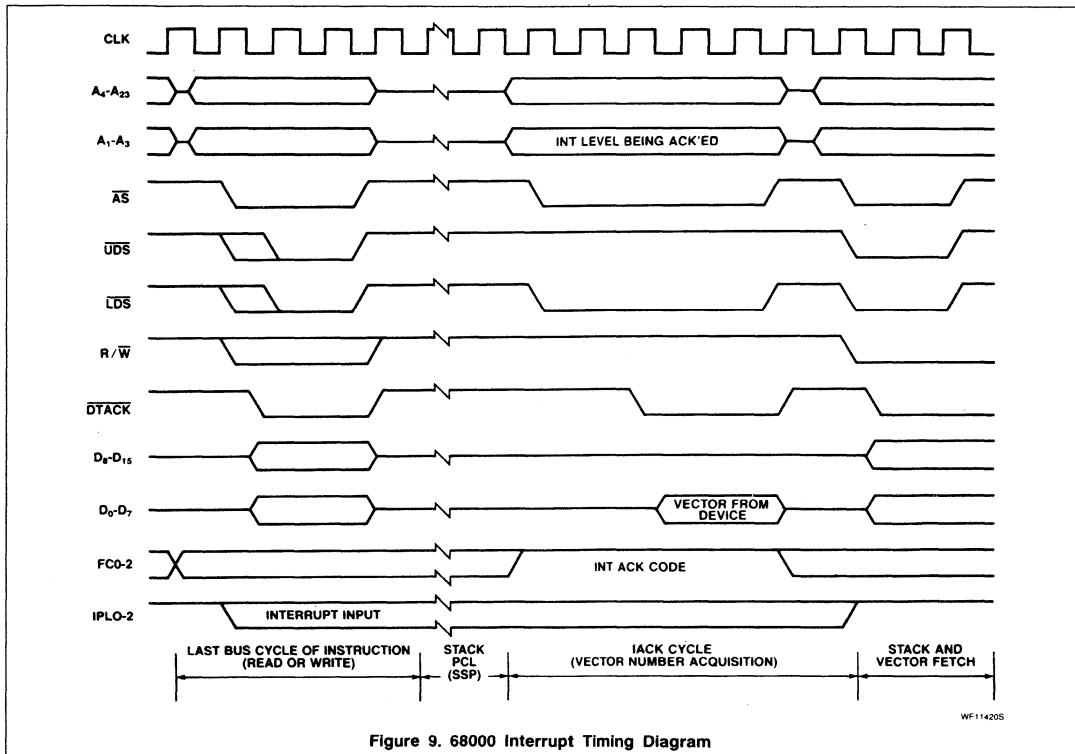 CLK
A4-A23
A1-A3
INT LEVEL BEING ACK'ED
AS
UDS
LDS
R/W
DTACK
D8-D15
D0-D7
VECTOR FROM
DEVICE
FC0-2
INT ACK CODE
IPL0-2
INTERRUPT INPUT
LAST BUS CYCLE OF INSTRUCTION
(READ OR WRITE)
STACK
PCL
(SSP)
IACK CYCLE
(VECTOR NUMBER ACQUISITION)
STACK AND
VECTOR FETCH
WF11420S
Figure 9. 68000 Interrupt Timing Diagram